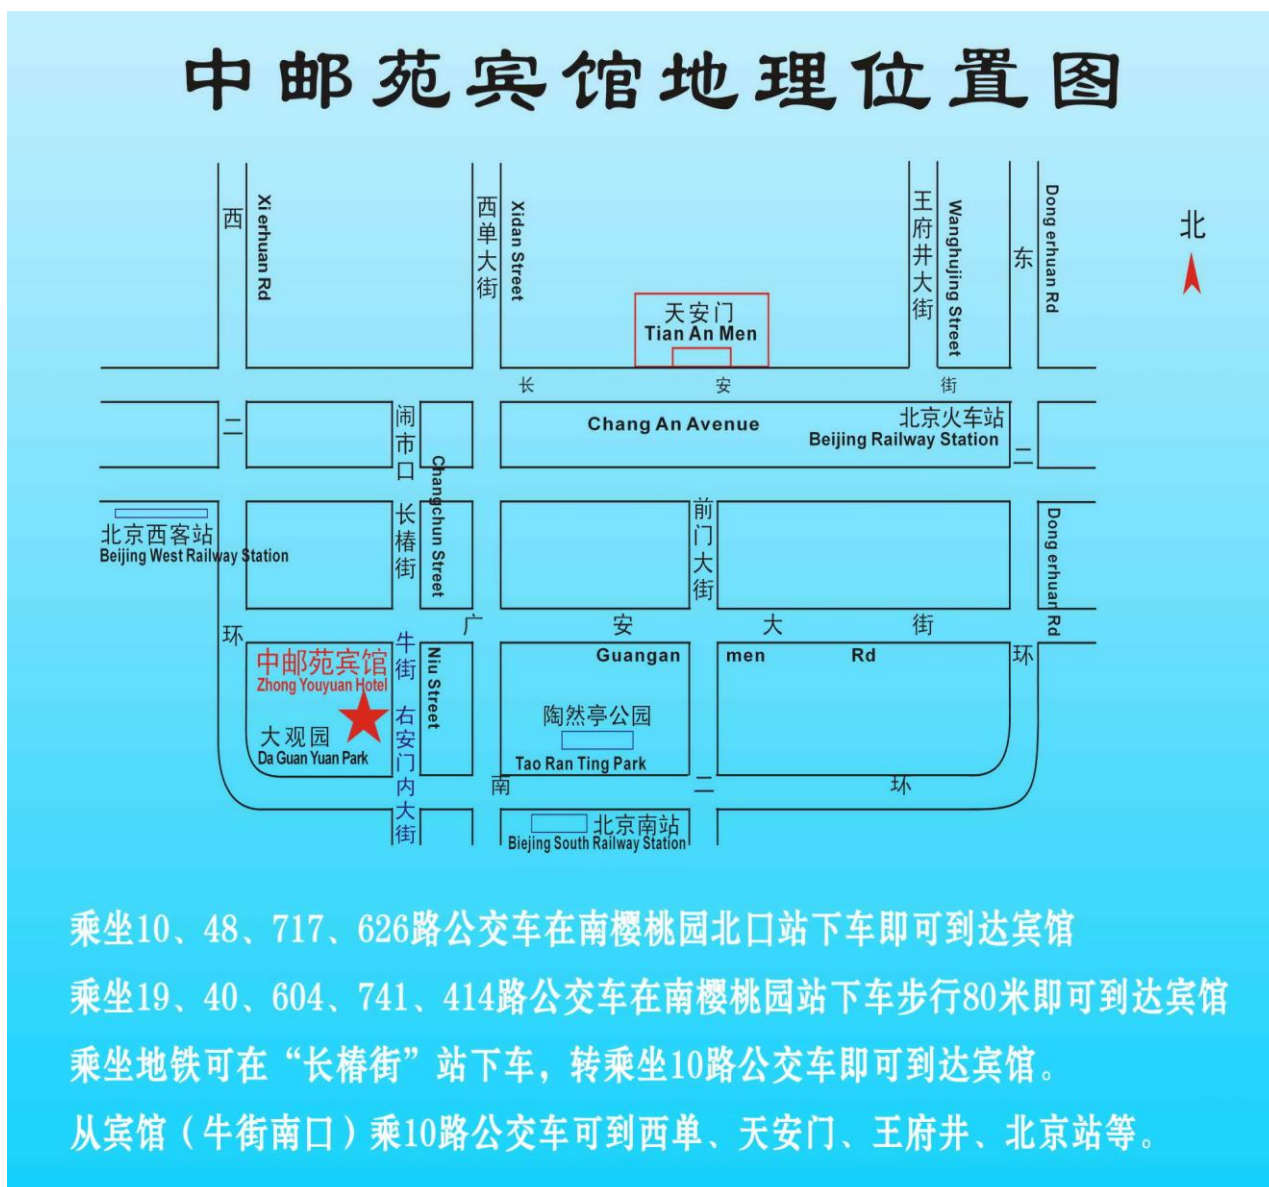 中邮苑宾馆地理位置图
西
Xi erhuan Rd
西单大街
Xidan Street
王府井大街
Wanghujing Street
东
Dong erhuan Rd
北
天安门
Tian An Men
长 安 街
二
闹市口
Chang An Avenue
北京火车站
Beijing Railway Station
二
北京西客站
Beijing West Railway Station
长椿街
Changchun Street
前门大街
Dong erhuan Rd
环
广 安 大 街
Guangan men Rd
环
中邮苑宾馆
Zhong Youyuan Hotel
牛街
Niu Street
右安门内大街
大观园
Da Guan Yuan Park
陶然亭公园
Tao Ran Ting Park
南 二 环
北京南站
Biejing South Railway Station
乘坐10、48、717、626路公交车在南樱桃园北口站下车即可到达宾馆
乘坐19、40、604、741、414路公交车在南樱桃园站下车步行80米即可到达宾馆
乘坐地铁可在“长椿街”站下车，转乘坐10路公交车即可到达宾馆。
从宾馆（牛街南口）乘10路公交车可到西单、天安门、王府井、北京站等。